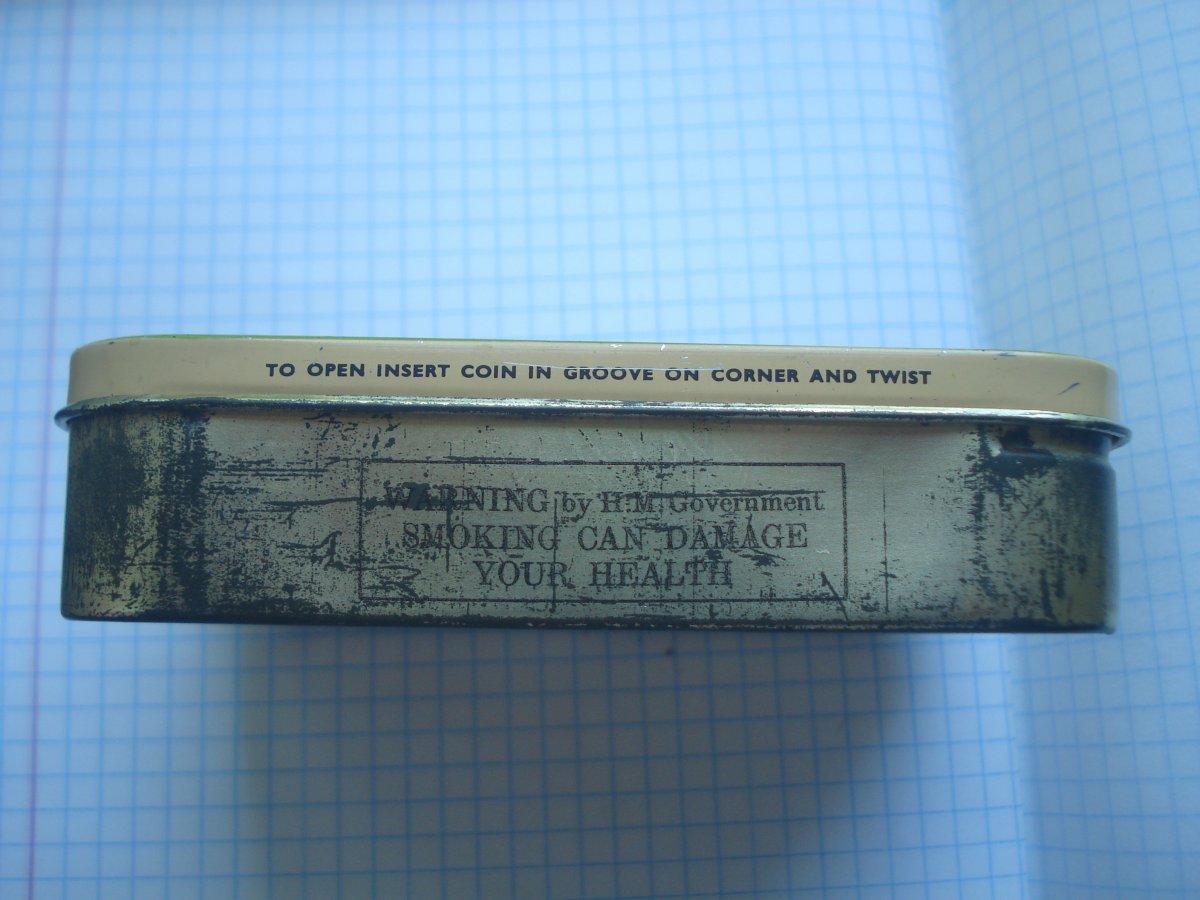 TO OPEN INSERT COIN IN GROOVE ON CORNER AND TWIST
WARNING by H.M. Government
SMOKING CAN DAMAGE
YOUR HEALTH